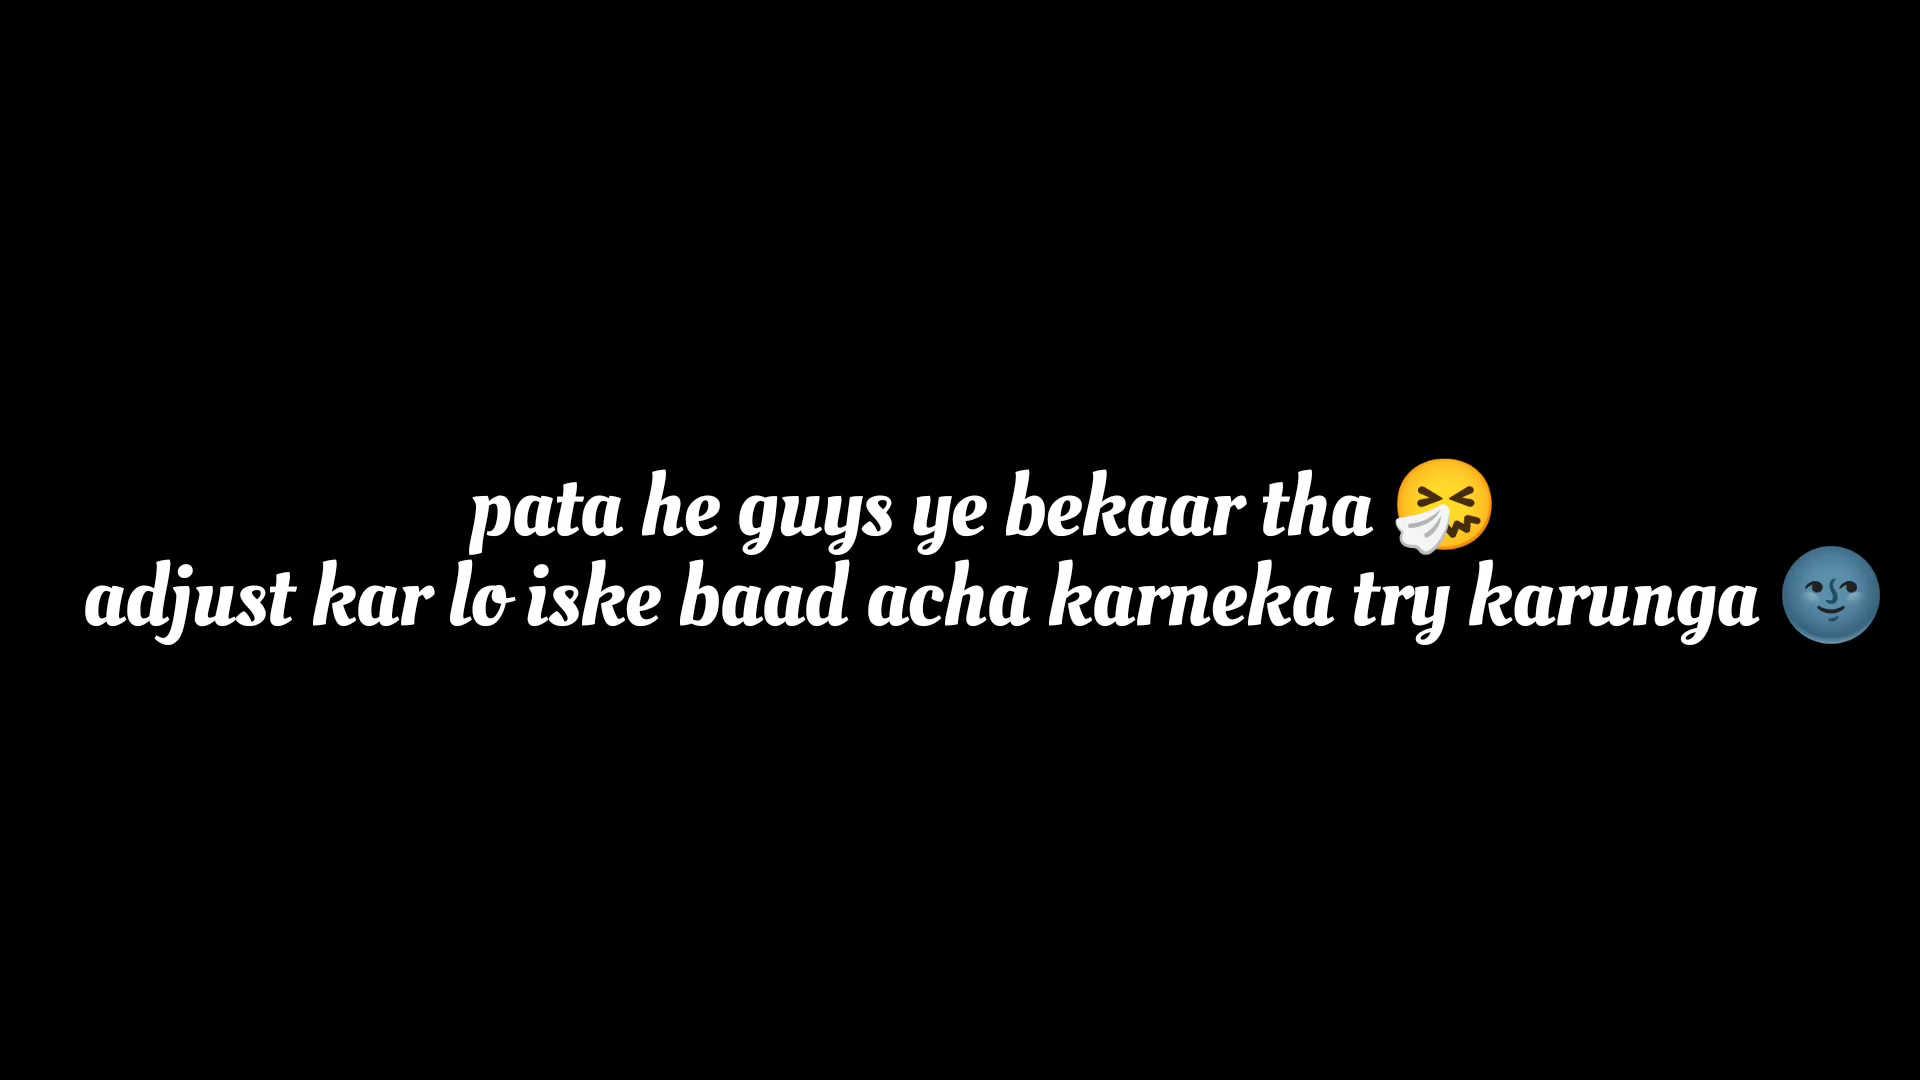 pata he guys ye bekaar tha 🤧
adjust kar lo iske baad acha karneka try karunga 🌚